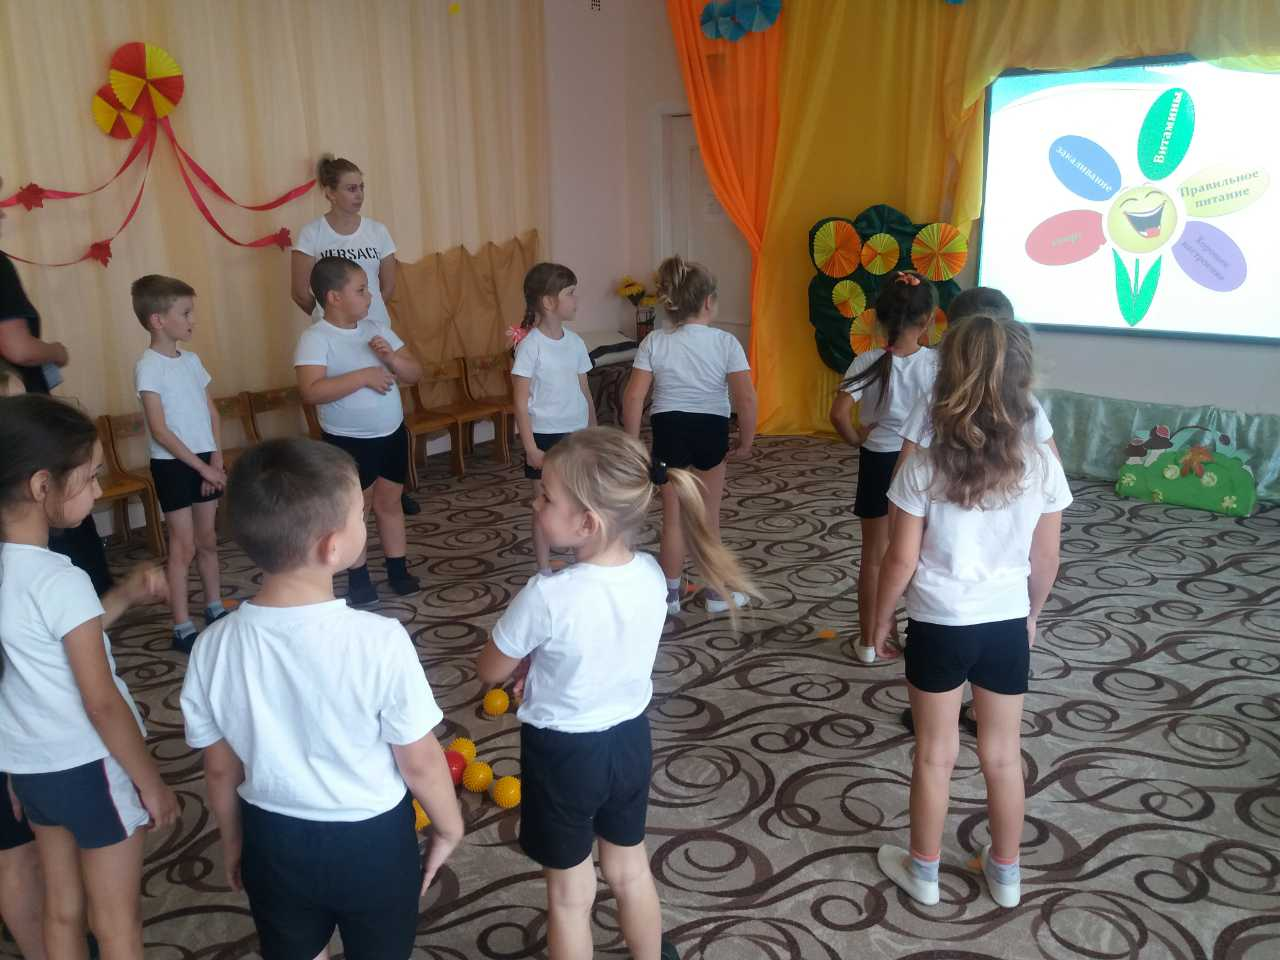 VERSACE
Витамины
закаливание
Правильное
питание
спорт
Хорошее
настроение